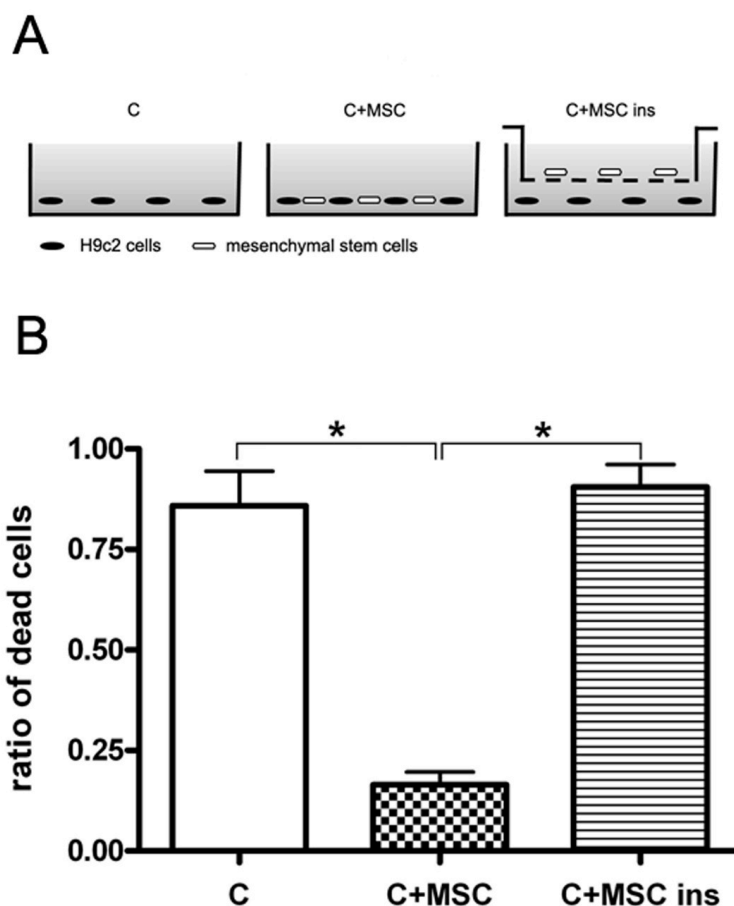 A
C C+MSC C+MSC ins
H9c2 cells mesenchymal stem cells
B
* *
1.00
0.75
0.50
0.25
0.00
ratio of dead cells
C C+MSC C+MSC ins